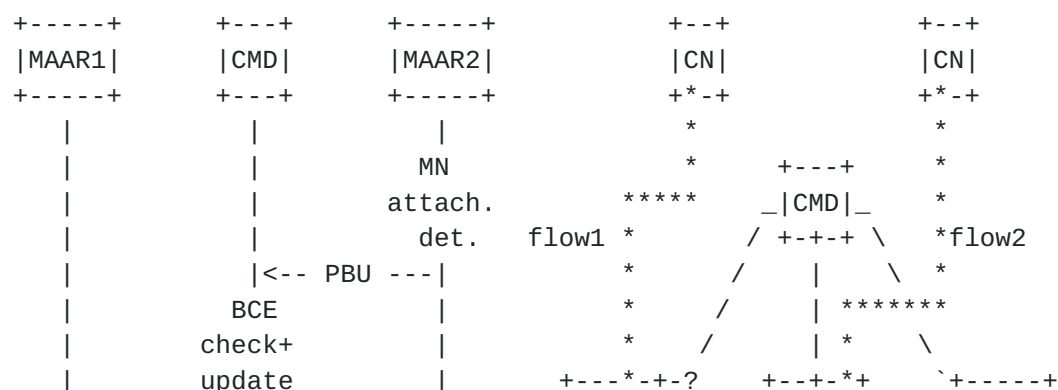 +-----+      +---+      +-----+           +--+            +--+
|MAAR1|      |CMD|      |MAAR2|           |CN|            |CN|
+-----+      +---+      +-----+           +*-+            +*-+
   |           |           |               *               *
   |           |          MN               *     +---+     *
   |           |        attach.        *****    _|CMD|_    *
   |           |          det.   flow1 *       / +-+-+ \   *flow2
   |           |<-- PBU ---|           *      /    |    \  *
   |          BCE          |           *     /     | *******
   |        check+         |           *    /      | *    \
   |        update         |       +---*-+-?    +--+-*+    `+-----+